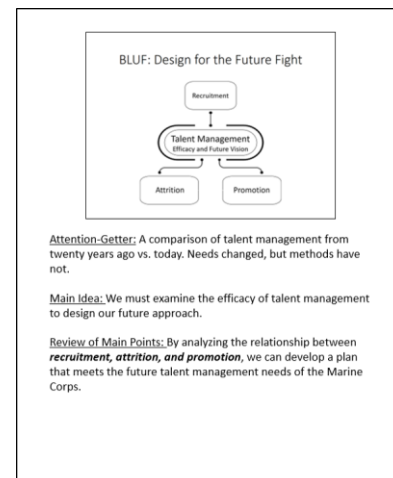 BLUF: Design for the Future Fight
Recruitment
Talent Management
Efficacy and Future Vision
Attrition
Promotion
Attention-Getter: A comparison of talent management from
twenty years ago vs. today. Needs changed, but methods have
not.
Main Idea: We must examine the efficacy of talent management
to design our future approach.
Review of Main Points: By analyzing the relationship between
recruitment, attrition, and promotion, we can develop a plan
that meets the future talent management needs of the Marine
Corps.